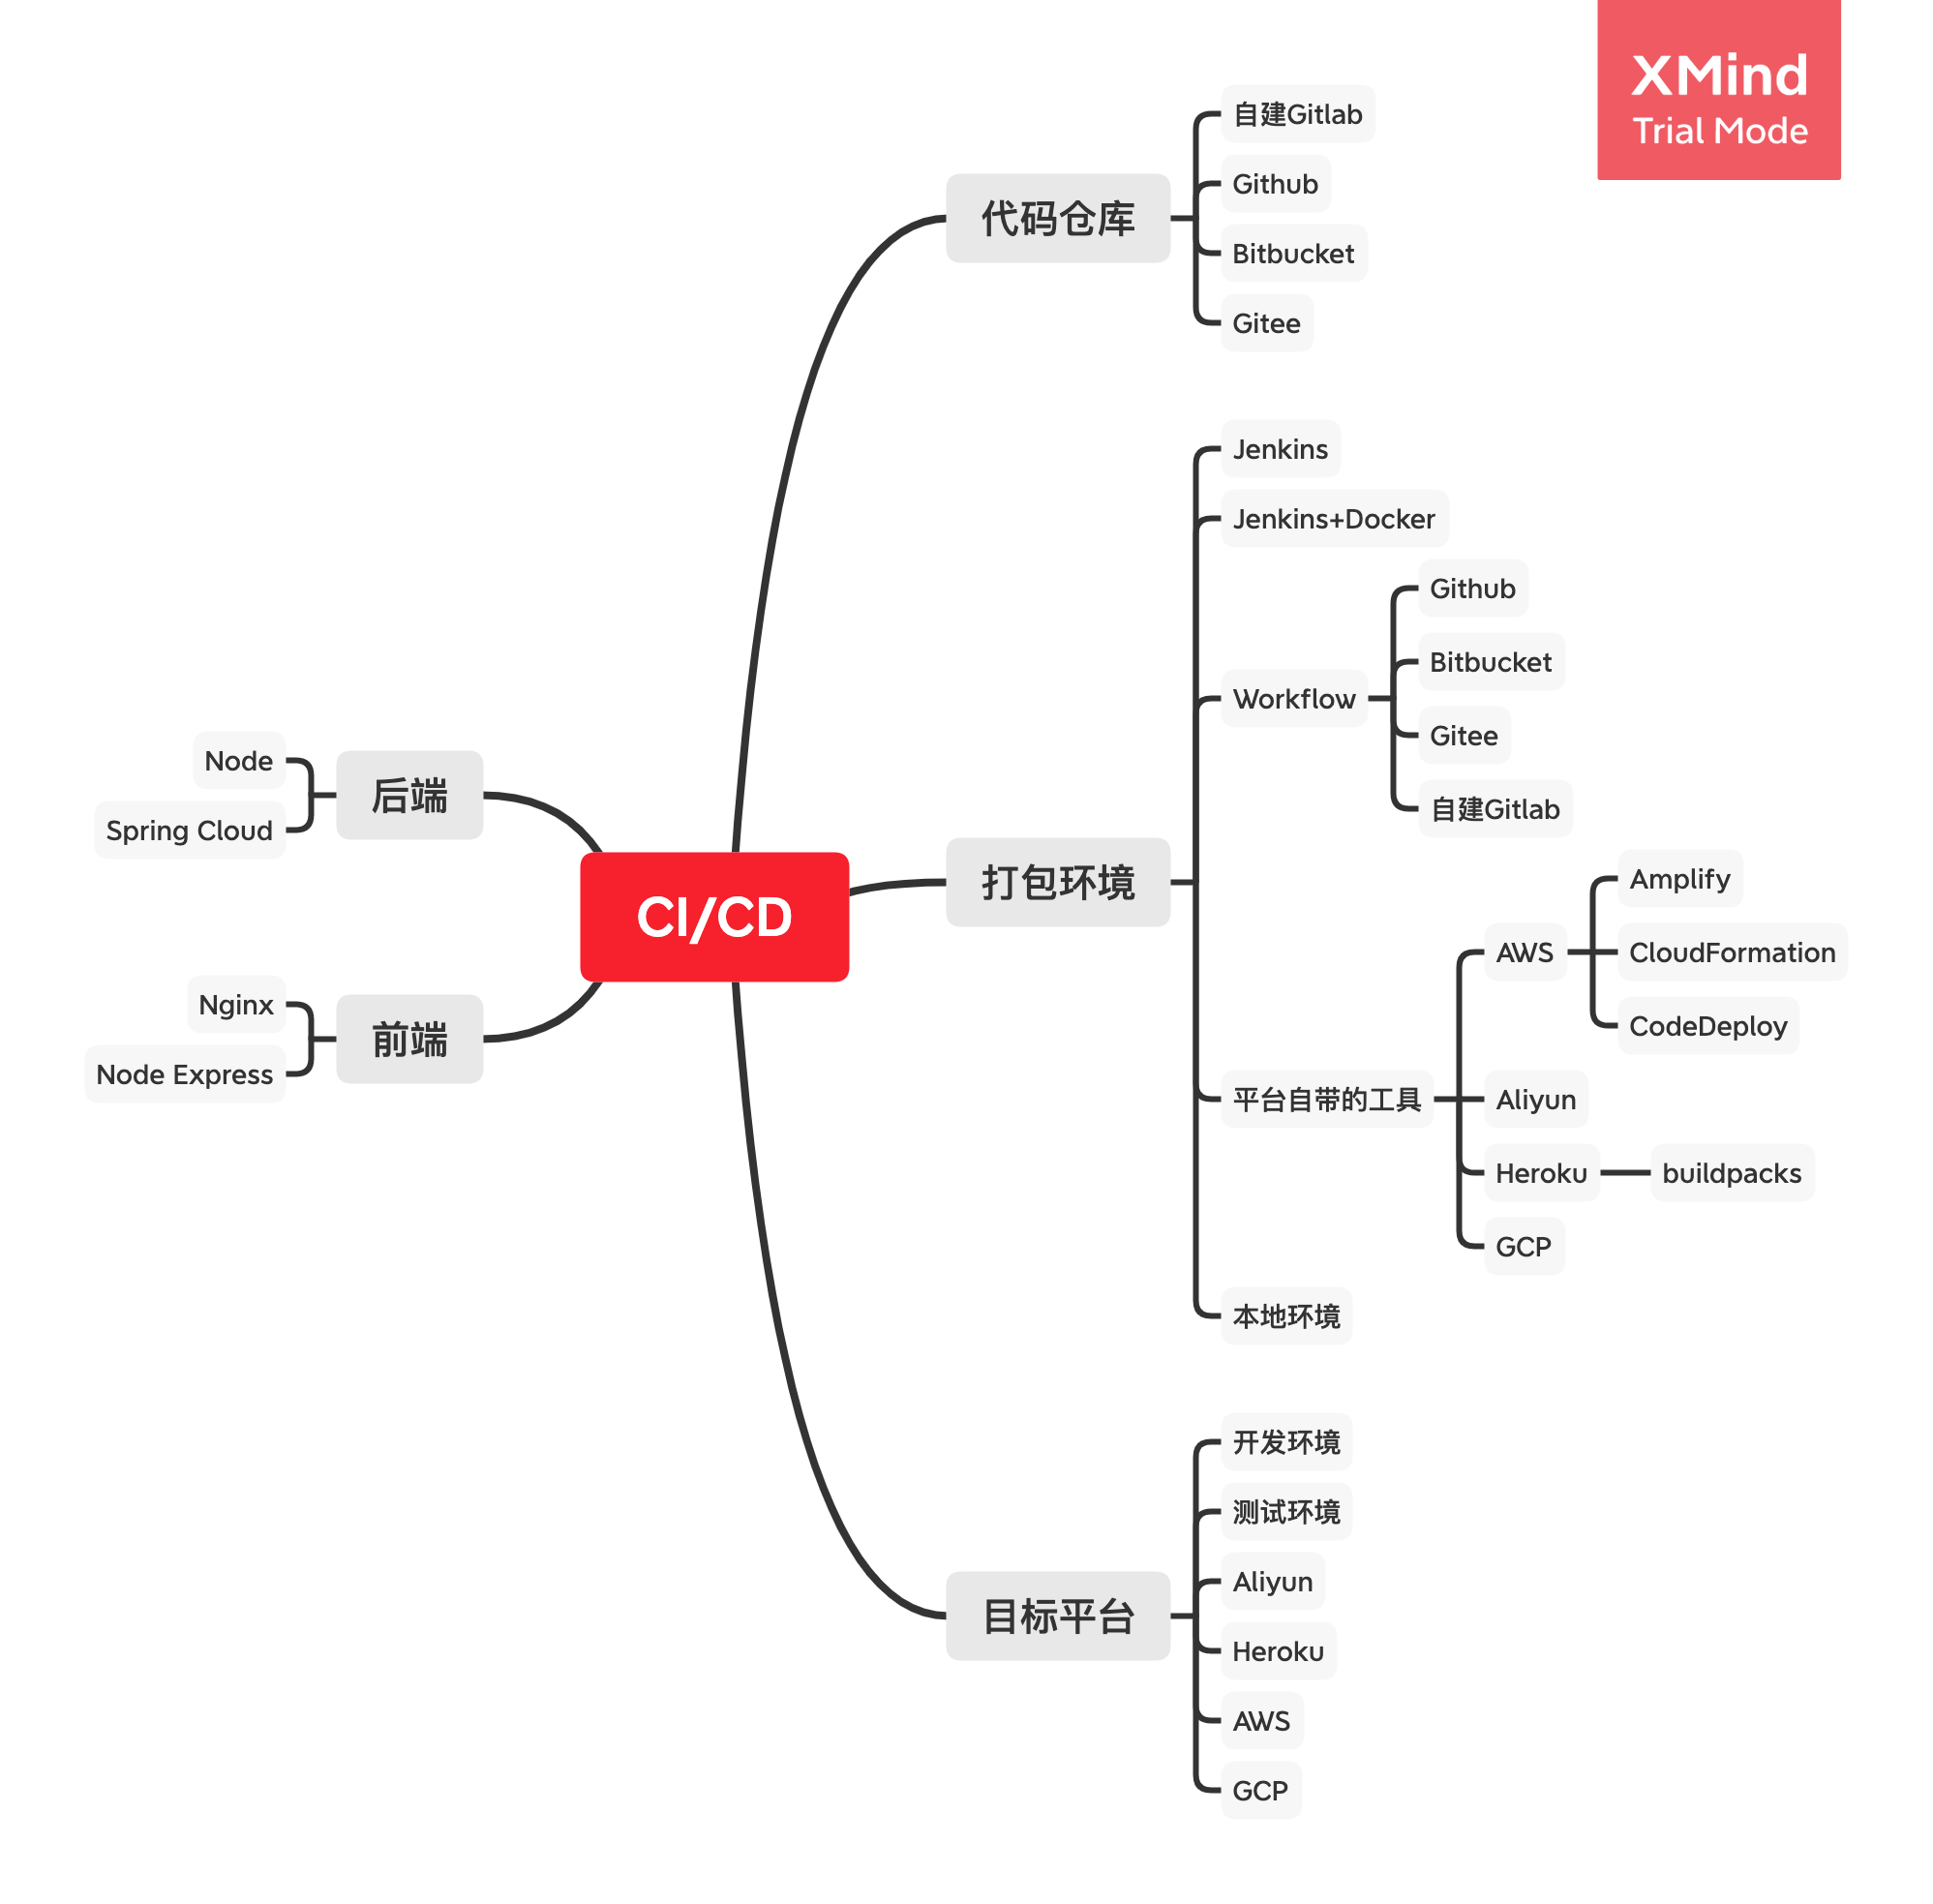 XMind
Trial Mode
自建Gitlab
Github
代码仓库
Bitbucket
Gitee
Jenkins
Jenkins+Docker
Github
Bitbucket
Workflow
Gitee
自建Gitlab
Node
后端
Spring Cloud
CI/CD
打包环境
Amplify
AWS
CloudFormation
CodeDeploy
Nginx
前端
Node Express
平台自带的工具
Aliyun
Heroku
buildpacks
GCP
本地环境
开发环境
测试环境
Aliyun
目标平台
Heroku
AWS
GCP